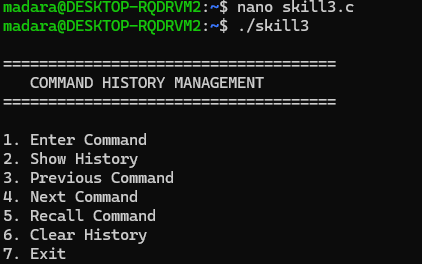 madara@DESKTOP-RQDRVM2:~$ nano skill3.c
madara@DESKTOP-RQDRVM2:~$ ./skill3
=====================================
COMMAND HISTORY MANAGEMENT
=====================================
1. Enter Command
2. Show History
3. Previous Command
4. Next Command
5. Recall Command
6. Clear History
7. Exit